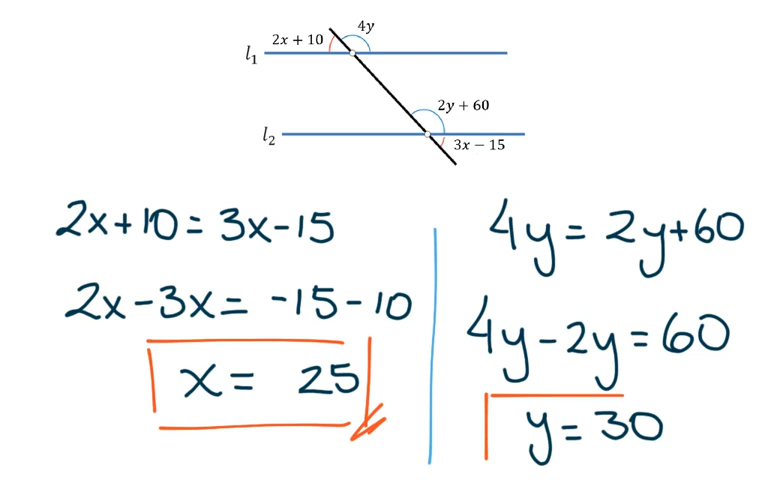 4y
2x + 10
l₁
2y + 60
l₂
3x − 15
2x+10=3x-15
2x-3x= -15-10
x= 25
4y= 2y+60
4y-2y=60
y=30